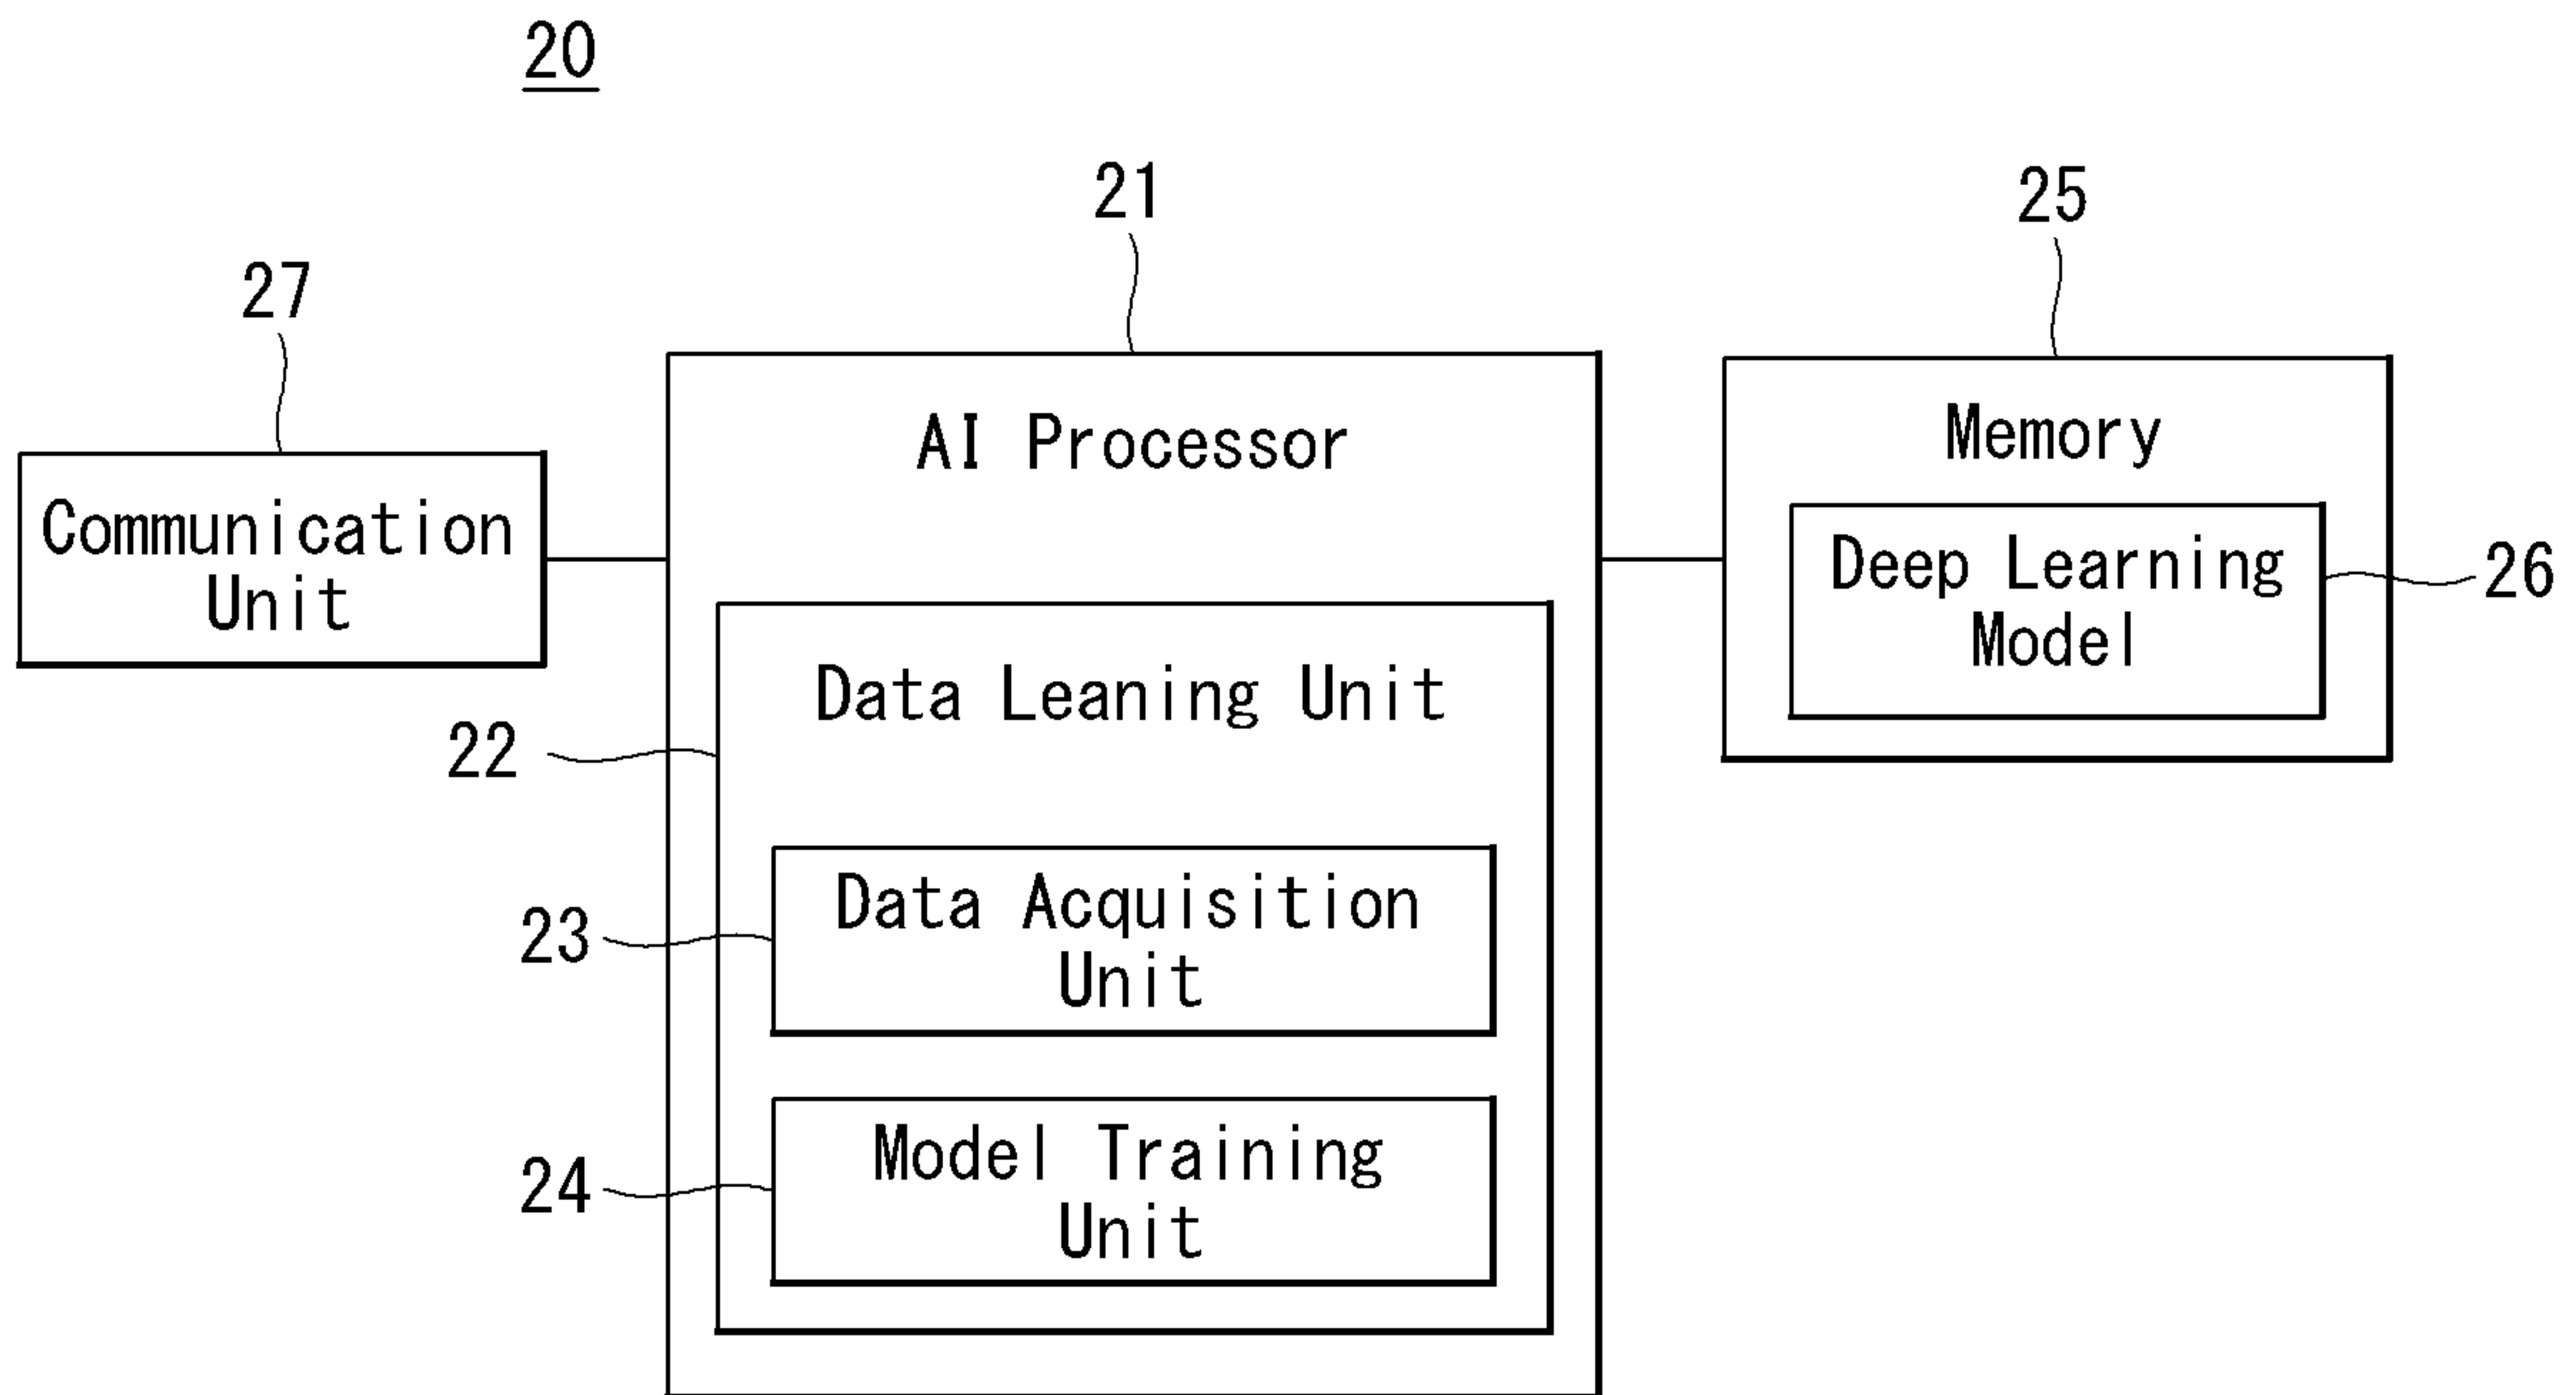 20
21
25
27
AI Processor
Memory
Communication
Unit
Deep Learning
Model
26
Data Leaning Unit
22
Data Acquisition
Unit
23
Model Training
Unit
24